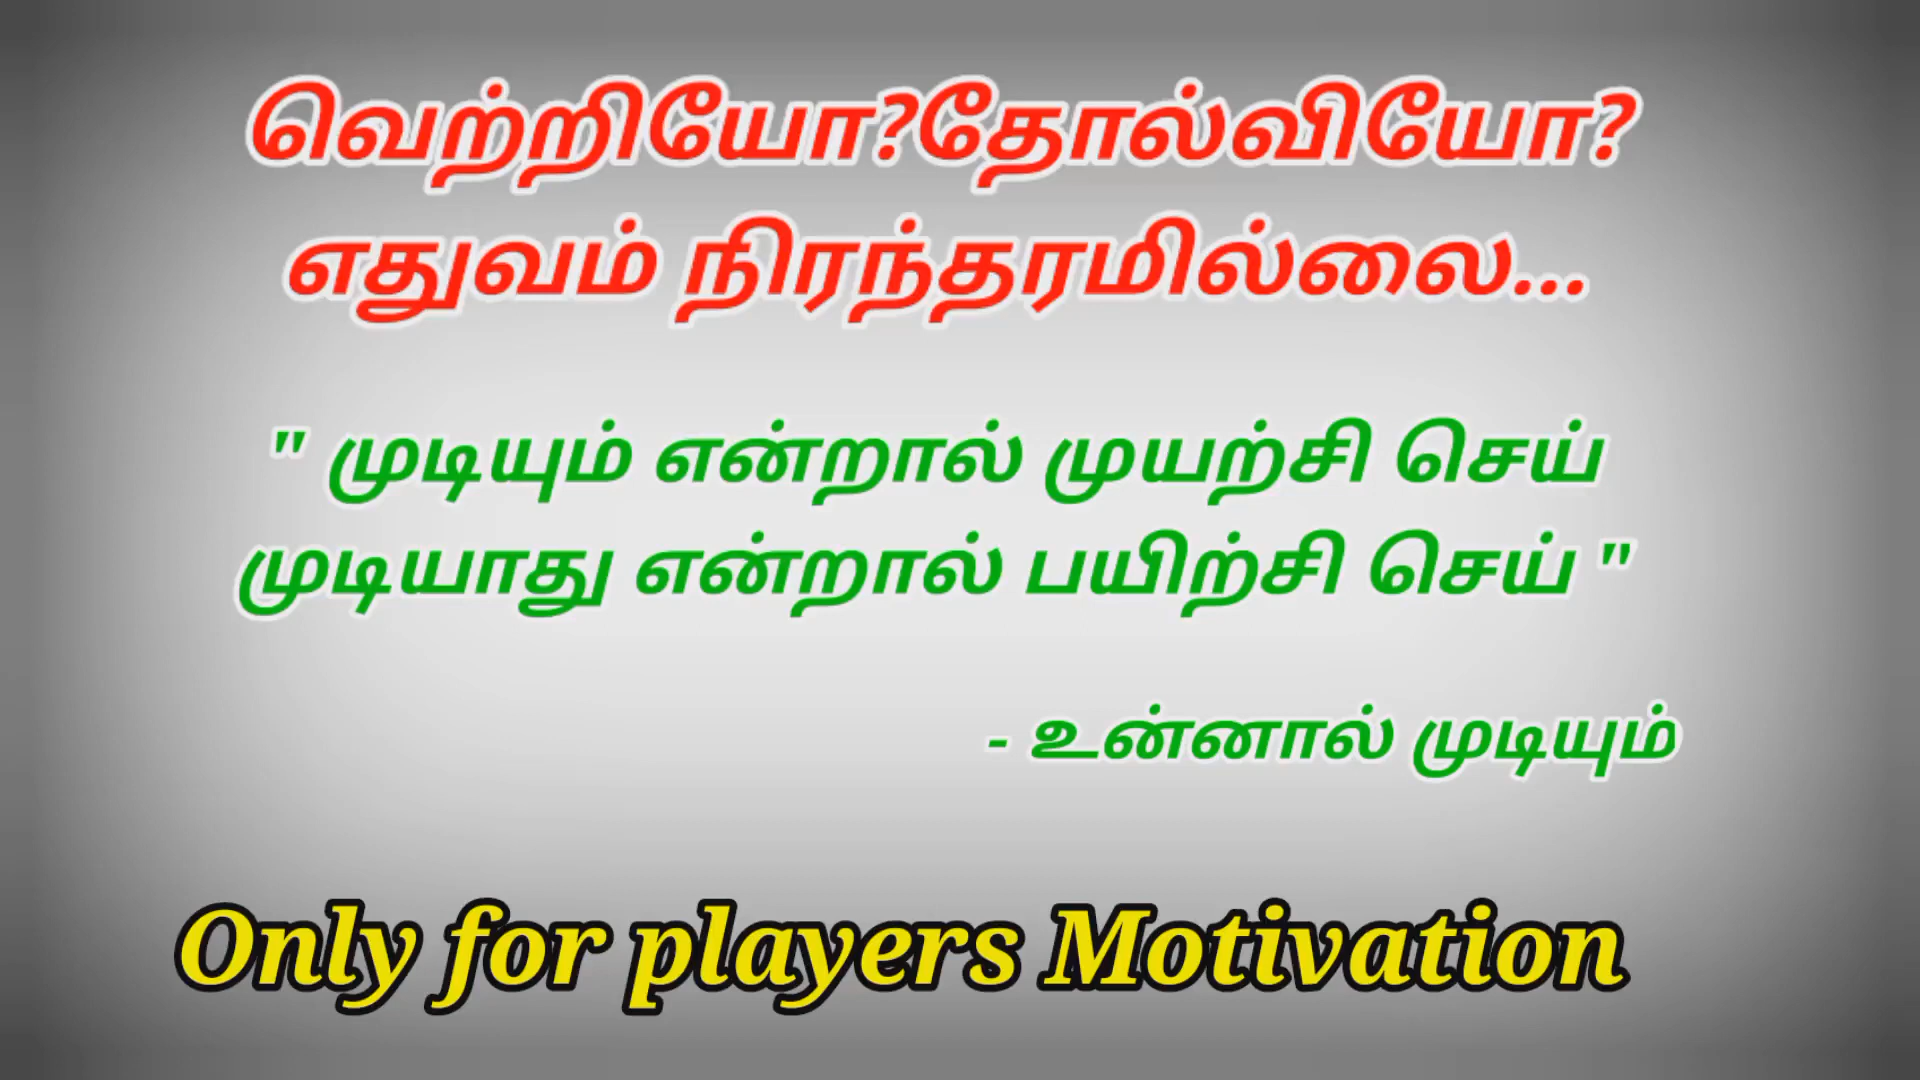 வெற்றியோ?தோல்வியோ?
எதுவம் நிரந்தரமில்லை...
" முடியும் என்றால் முயற்சி செய்
முடியாது என்றால் பயிற்சி செய் "
- உன்னால் முடியும்
Only for players Motivation